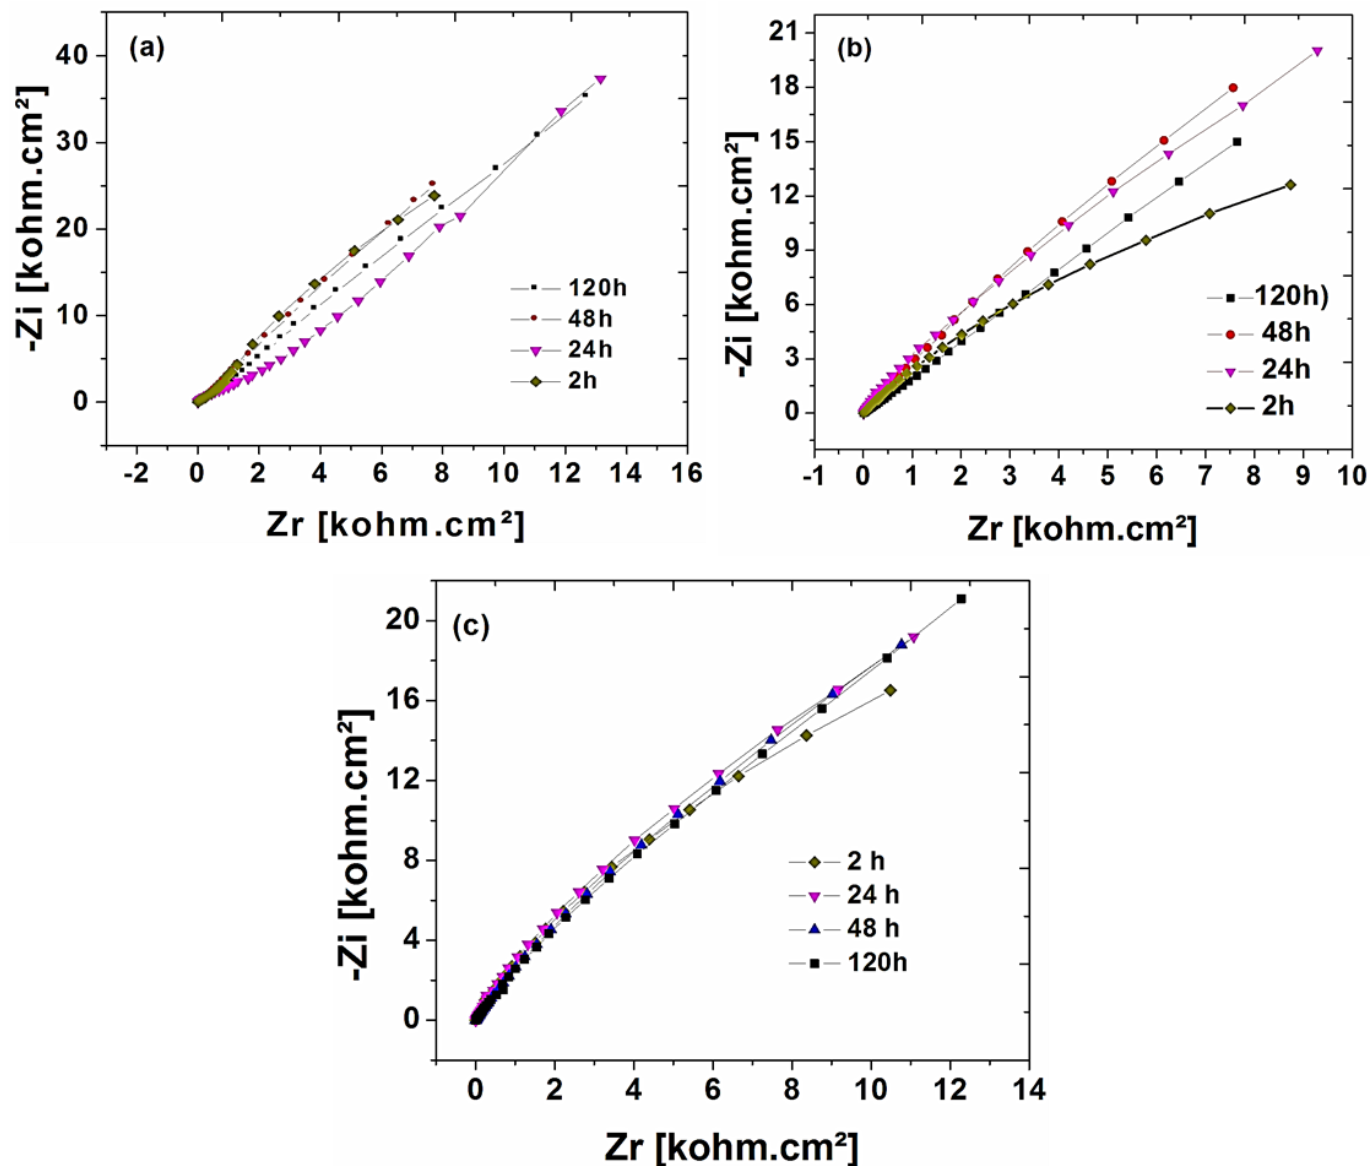 (a)
40
30
20
10
0
-Zi [kohm.cm²]
120h
48h
24h
2h
-2 0 2 4 6 8 10 12 14 16
Zr [kohm.cm²]
(b)
21
18
15
12
9
6
3
0
-Zi [ohm.cm²]
120h)
48h
24h
2h
-1 0 1 2 3 4 5 6 7 8 9 10
Zr [kohm.cm²]
(c)
20
16
12
8
4
0
-Zi [kohm.cm²]
2 h
24 h
48 h
120h
0 2 4 6 8 10 12 14
Zr [kohm.cm²]